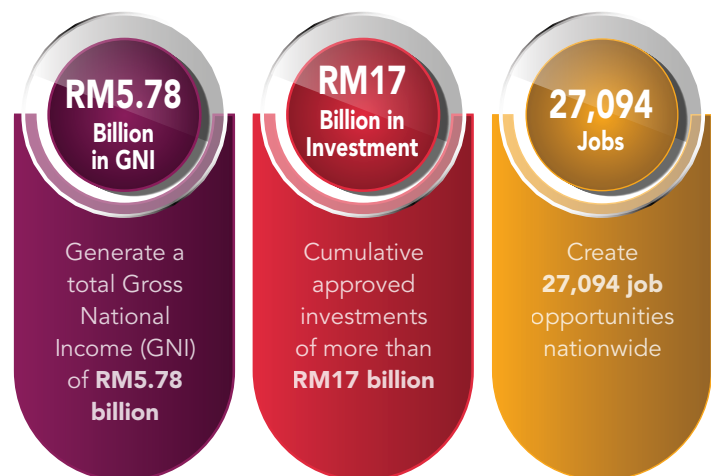 RM5.78
Billion
in GNI
Generate a
total Gross
National
Income (GNI)
of RM5.78
billion
RM17
Billion in
Investment
Cumulative
approved
investments
of more than
RM17 billion
27,094
Jobs
Create
27,094 job
opportunities
nationwide